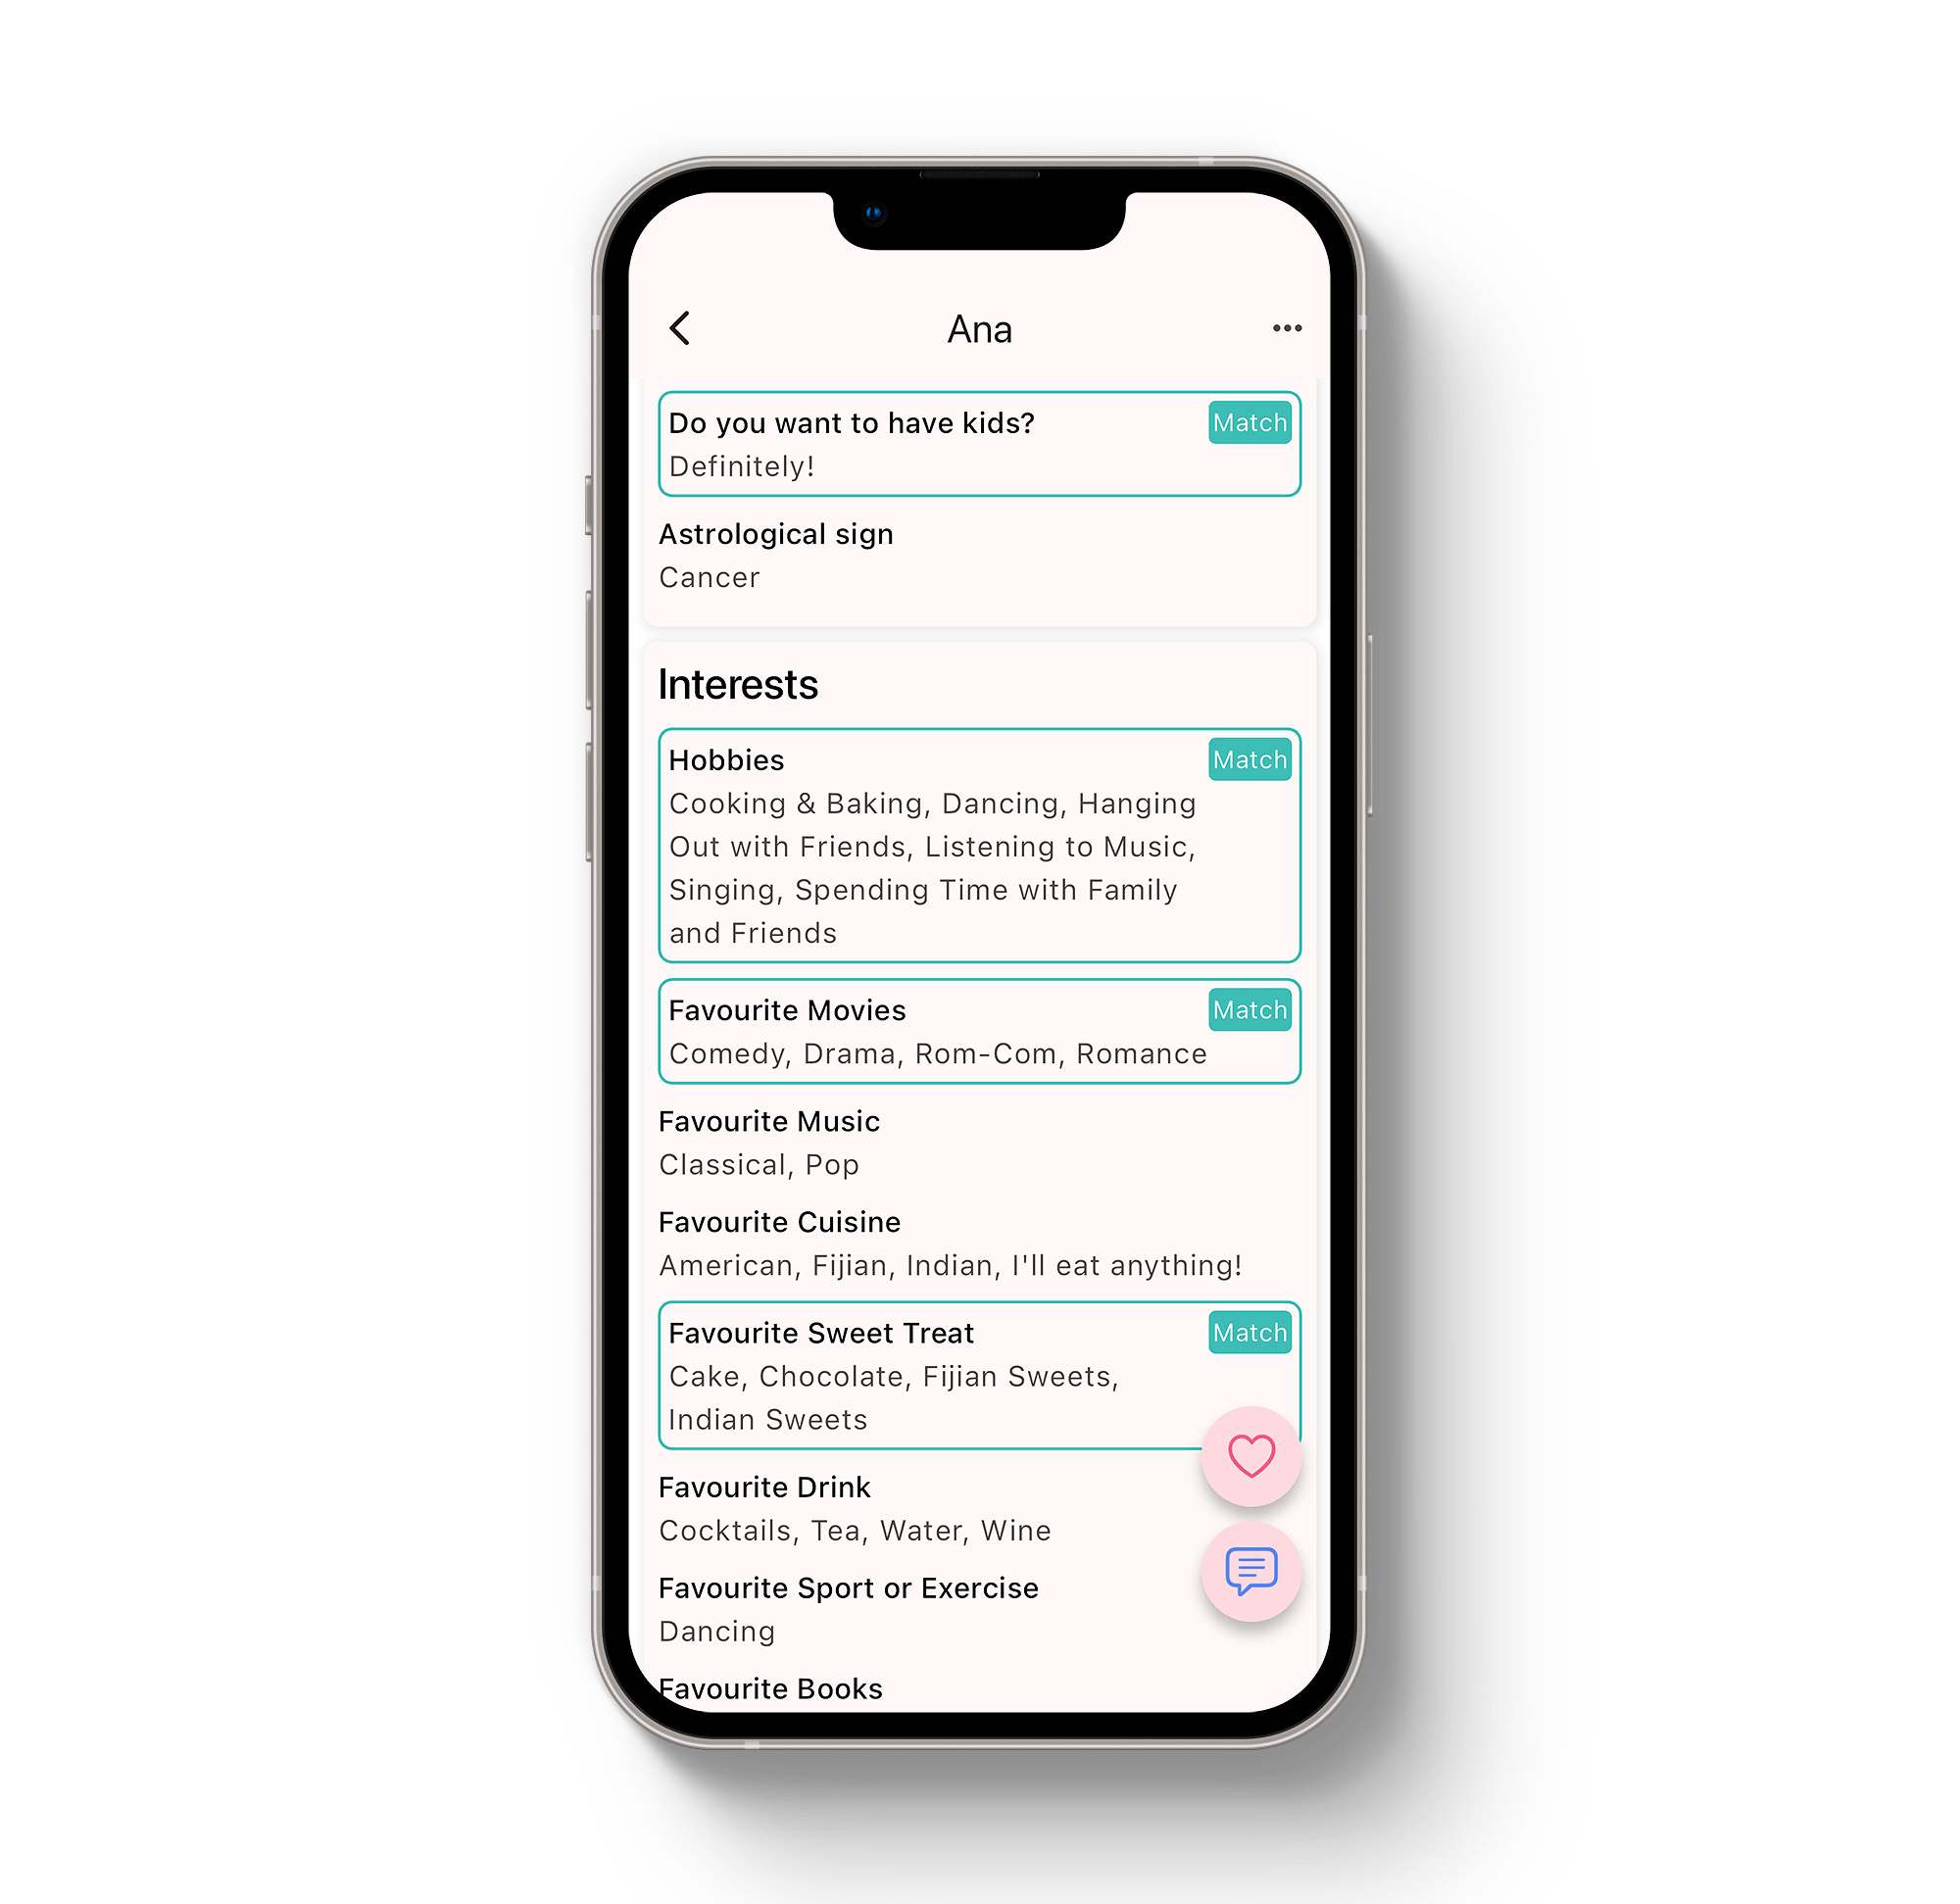 Ana
Do you want to have kids?
Match
Definitely!
Astrological sign
Cancer
Interests
Hobbies
Match
Cooking & Baking, Dancing, Hanging
Out with Friends, Listening to Music,
Singing, Spending Time with Family
and Friends
Favourite Movies
Match
Comedy, Drama, Rom-Com, Romance
Favourite Music
Classical, Pop
Favourite Cuisine
American, Fijian, Indian, I'll eat anything!
Favourite Sweet Treat
Match
Cake, Chocolate, Fijian Sweets,
Indian Sweets
Favourite Drink
Cocktails, Tea, Water, Wine
Favourite Sport or Exercise
Dancing
Favourite Books